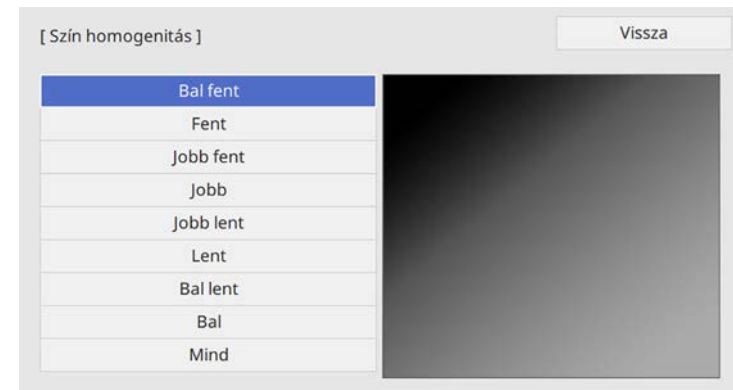 [ Szín homogenitás ]
Vissza
Bal fent
Fent
Jobb fent
Jobb
Jobb lent
Lent
Bal lent
Bal
Mind